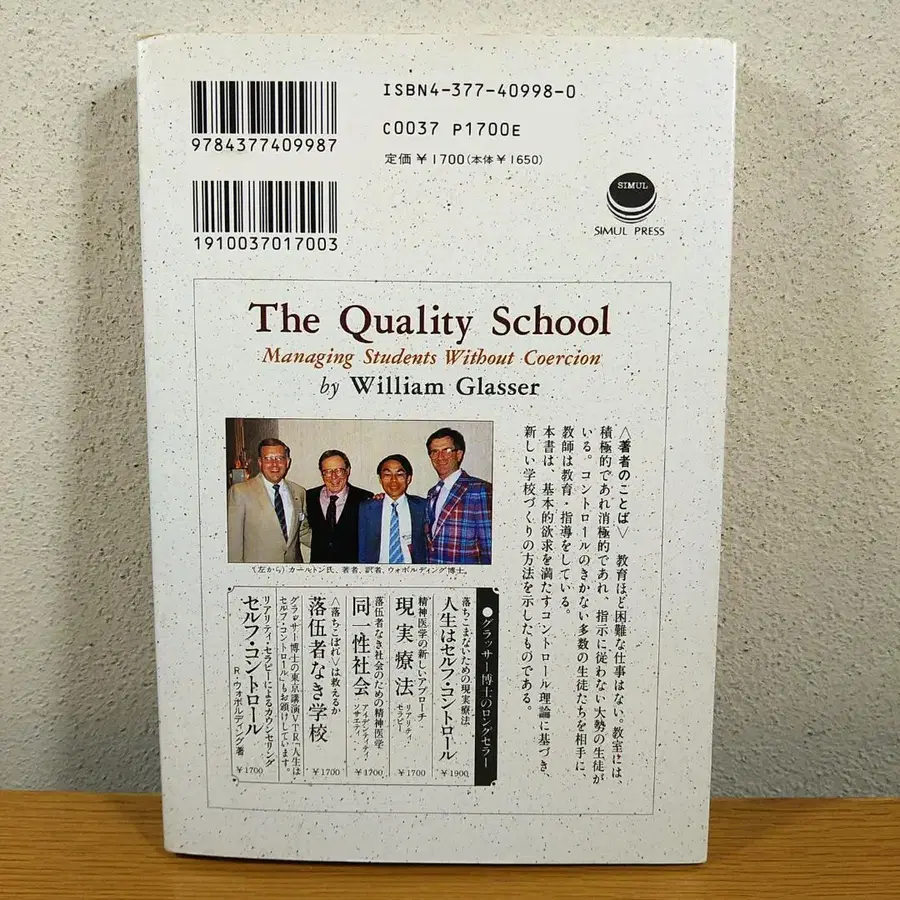 ISBN4-377-40998-0
9784377409987
C0037 P1700E
定価￥1700(本体￥1650)
1910037017003
SIMUL
SIMUL PRESS
The Quality School
Managing Students Without Coercion
by William Glasser
〈著者のことば〉 教育ほど困難な仕事はない。教室には、
積極的であれ消極的であれ、指示に従わない大勢の生徒が
いる。コントロールのきかない多数の生徒たちを相手に、
教師は教育・指導をしている。
本書は、基本的欲求を満たすコントロール理論に基づき、
新しい学校づくりの方法を示したものである。
(左から)カールトン氏、著者、訳者、ウォボルディング博士
●グラッサー博士のロングセラー
落ちこまないための現実療法
人生はセルフ・コントロール
￥1900
精神医学の新しいアプローチ
現実療法
リアリティ・セラピー
￥1700
落伍者なき社会のための精神医学
同一性社会
アイデンティティ・ソサエティ
￥1700
〈落ちこぼれ〉は救えるか
落伍者なき学校
￥1700
グラッサー博士の東京講演VTR「人生は
セルフ・コントロール」もお頒けしています。
リアリティ・セラピーによるカウンセリング
セルフ・コントロール
R・ウォボルディング著
￥1700